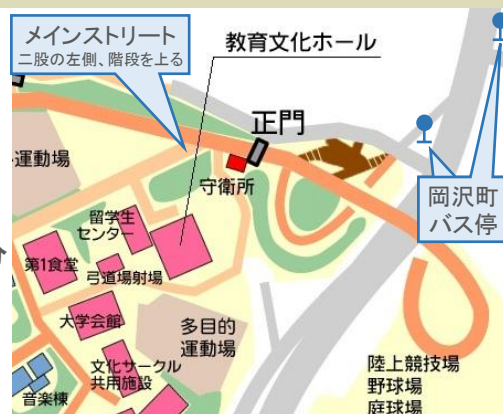 メインストリート
二股の左側、階段を上る
教育文化ホール
正門
運動場
守衛所
岡沢町
バス停
留学生
センター
第1食堂
弓道場射場
大学会館
多目的
運動場
文化サークル
共用施設
音楽棟
陸上競技場
野球場
庭球場